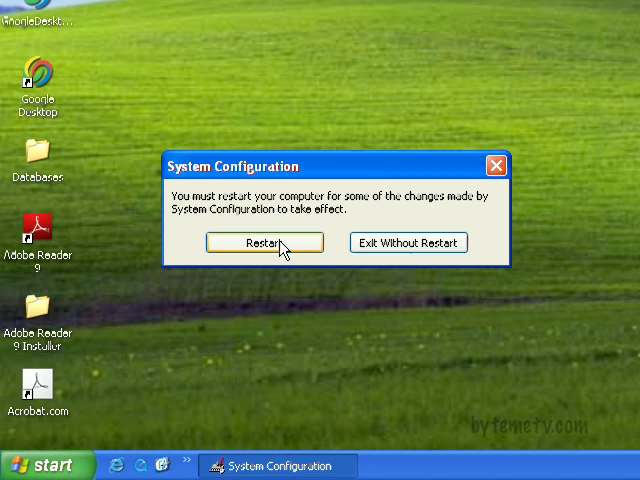 GoogleDeskt...
Google
Desktop
Databases
Adobe Reader
9
Adobe Reader
9 Installer
Acrobat.com
System Configuration
You must restart your computer for some of the changes made by
System Configuration to take effect.
Restart
Exit Without Restart
bytemetv.com
start
System Configuration